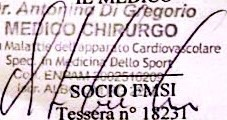 IL MEDICO
Dr. Antonino Di Gregorio
MEDICO CHIRURGO
Malattie dell'apparato Cardiovascolare
Spec. in Medicina Dello Sport
ENPAM
SOCIO FMSI
Tessera n° 18231